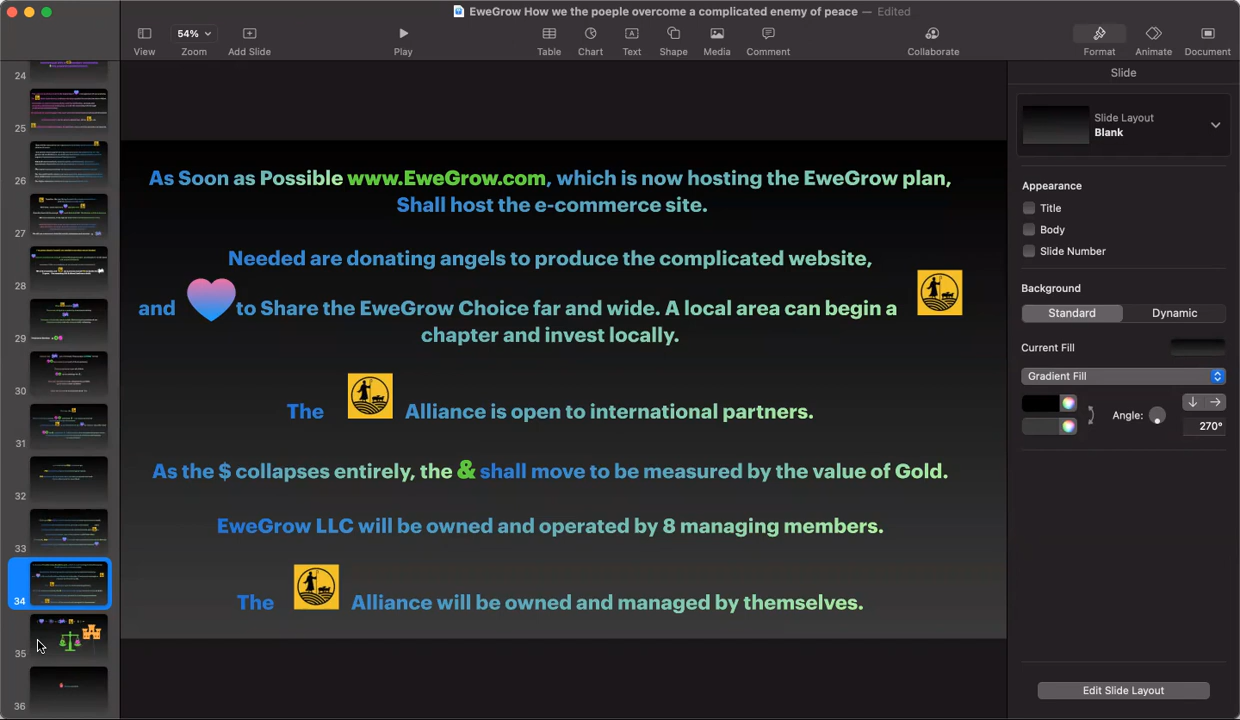 EweGrow How we the poeple overcome a complicated enemy of peace — Edited
54%
View
Zoom
Add Slide
Play
Table
Chart
Text
Shape
Media
Comment
Collaborate
Format
Animate
Document
24
25
26
27
28
29
30
31
32
33
34
35
36
As Soon as Possible www.EweGrow.com, which is now hosting the EweGrow plan,
Shall host the e-commerce site.
Needed are donating angels to produce the complicated website,
and to Share the EweGrow Choice far and wide. A local area can begin a
chapter and invest locally.
The Alliance is open to international partners.
As the $ collapses entirely, the & shall move to be measured by the value of Gold.
EweGrow LLC will be owned and operated by 8 managing members.
The Alliance will be owned and managed by themselves.
Slide
Slide Layout
Blank
Appearance
Title
Body
Slide Number
Background
Standard
Dynamic
Current Fill
Gradient Fill
Angle:
270°
Edit Slide Layout